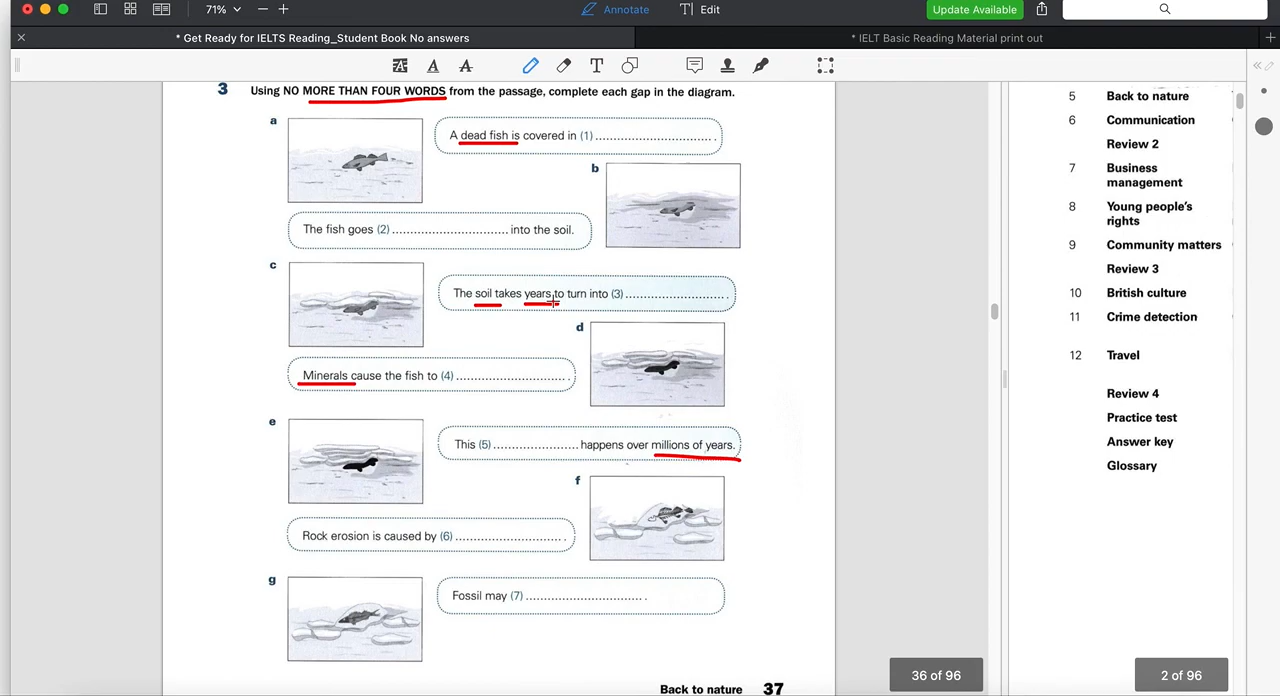 71%
Annotate
Edit
Update Available
* Get Ready for IELTS Reading_Student Book No answers
* IELT Basic Reading Material print out
3 Using NO MORE THAN FOUR WORDS from the passage, complete each gap in the diagram.
a
A dead fish is covered in (1) .................................
b
The fish goes (2) ................................ into the soil.
c
The soil takes years to turn into (3) .............................
d
Minerals cause the fish to (4) ...............................
e
This (5) ........................ happens over millions of years.
f
Rock erosion is caused by (6) ...............................
g
Fossil may (7) ..................................
Back to nature 37
36 of 96
5 Back to nature
6 Communication
Review 2
7 Business
management
8 Young people's
rights
9 Community matters
Review 3
10 British culture
11 Crime detection
12 Travel
Review 4
Practice test
Answer key
Glossary
2 of 96